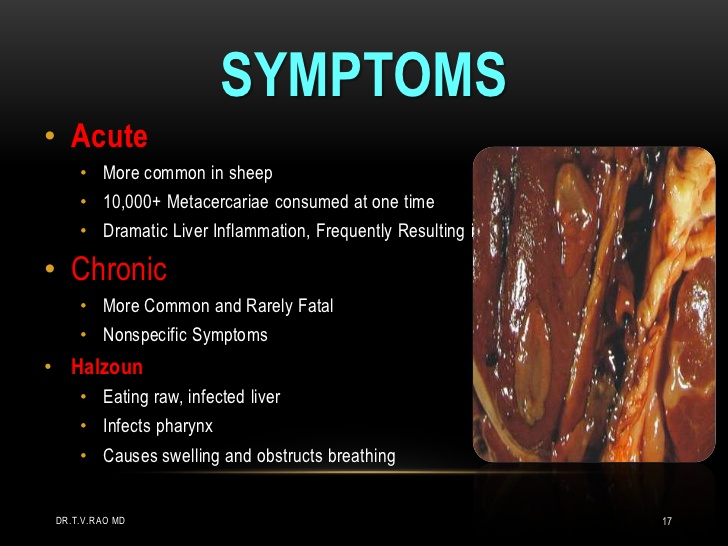 SYMPTOMS
• Acute
• More common in sheep
• 10,000+ Metacercariae consumed at one time
• Dramatic Liver Inflammation, Frequently Resulting i
• Chronic
• More Common and Rarely Fatal
• Nonspecific Symptoms
• Halzoun
• Eating raw, infected liver
• Infects pharynx
• Causes swelling and obstructs breathing
DR.T.V.RAO MD
17